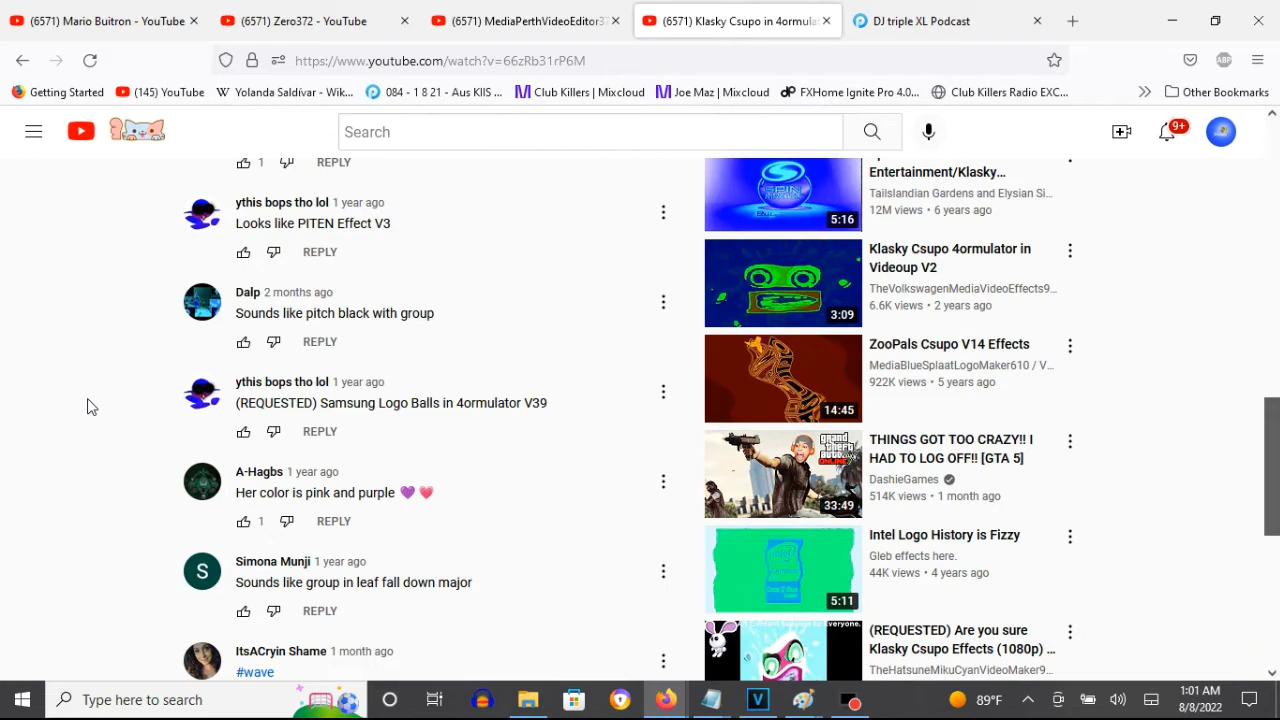 (6571) Mario Buitron - YouTube
(6571) Zero372 - YouTube
(6571) MediaPerthVideoEditor37
(6571) Klasky Csupo in 4ormula
DJ triple XL Podcast
https://www.youtube.com/watch?v=66zRb31rP6M
ABP
Getting Started
(145) YouTube
Yolanda Saldívar - Wik...
084 - 1 8 21 - Aus KIIS ...
Club Killers | Mixcloud
Joe Maz | Mixcloud
FXHome Ignite Pro 4.0...
Club Killers Radio EXC...
Other Bookmarks
Search
9+
1
REPLY
ythis bops tho lol 1 year ago
Looks like PITEN Effect V3
REPLY
Dalp 2 months ago
Sounds like pitch black with group
REPLY
ythis bops tho lol 1 year ago
(REQUESTED) Samsung Logo Balls in 4ormulator V39
REPLY
A-Hagbs 1 year ago
Her color is pink and purple 💜 💗
1
REPLY
S
Simona Munji 1 year ago
Sounds like group in leaf fall down major
REPLY
ItsACryin Shame 1 month ago
#wave
SPIN
5:16
Entertainment/Klasky...
Tailslandian Gardens and Elysian Si...
12M views • 6 years ago
3:09
Klasky Csupo 4ormulator in
Videoup V2
TheVolkswagenMediaVideoEffects9...
6.6K views • 2 years ago
14:45
ZooPals Csupo V14 Effects
MediaBlueSplaatLogoMaker610 / V...
922K views • 5 years ago
grand
theft
auto
ONLINE
33:49
THINGS GOT TOO CRAZY!! I
HAD TO LOG OFF!! [GTA 5]
DashieGames
514K views • 1 month ago
5:11
Intel Logo History is Fizzy
Gleb effects here.
44K views • 4 years ago
(REQUESTED) Are you sure
Klasky Csupo Effects (1080p) ...
TheHatsuneMikuCyanVideoMaker9...
Type here to search
89°F
1:01 AM
8/8/2022